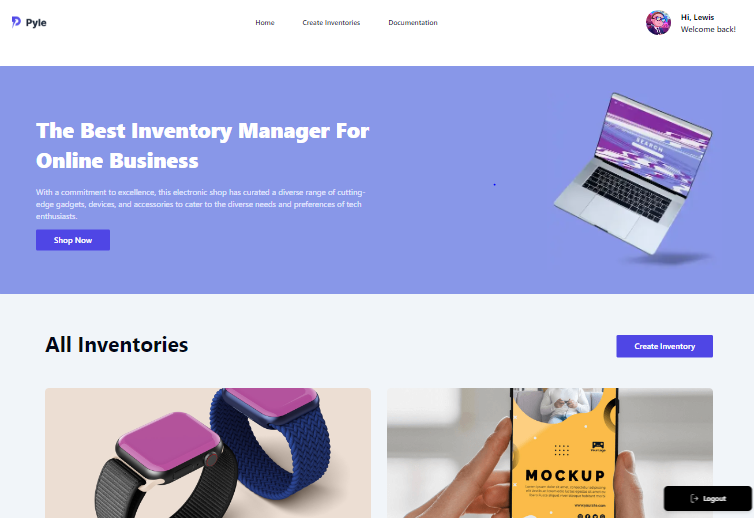 Pyle
Home
Create Inventories
Documentation
Hi, Lewis
Welcome back!
The Best Inventory Manager For
Online Business
With a commitment to excellence, this electronic shop has curated a diverse range of cutting-
edge gadgets, devices, and accessories to cater to the diverse needs and preferences of tech
enthusiasts.
Shop Now
SEARCH
All Inventories
Create Inventory
MOCKUP
Logout